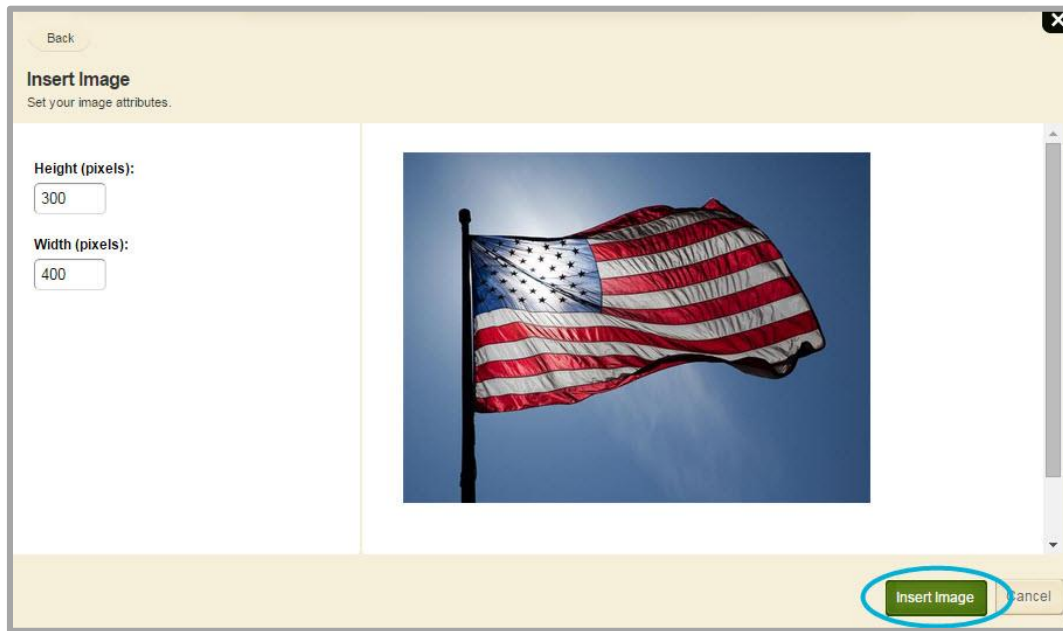 Back
Insert Image
Set your image attributes.
Height (pixels):
300
Width (pixels):
400
Insert Image Cancel